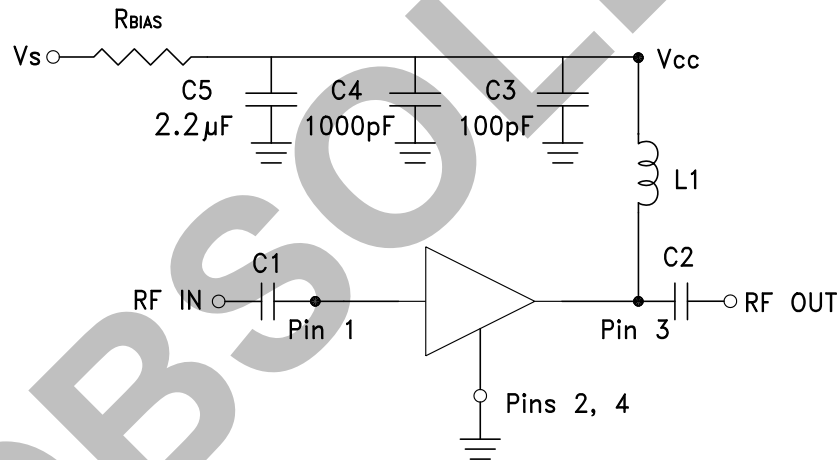 RBIAS
Vs
Vcc
C5
2.2µF
C4
1000pF
C3
100pF
L1
C1
C2
RF IN
RF OUT
Pin 1
Pin 3
Pins 2, 4
OBSOLE